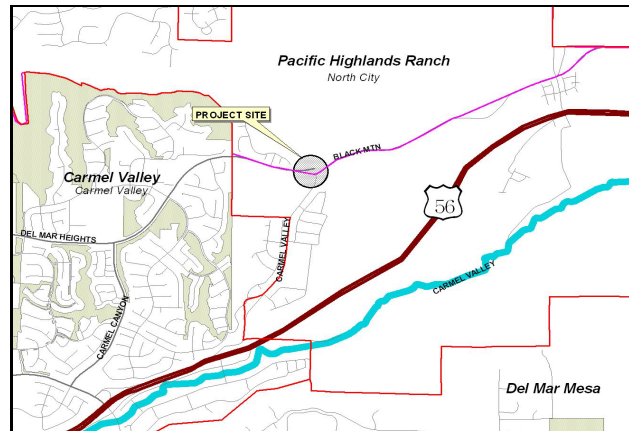 Pacific Highlands Ranch
North City
PROJECT SITE
BLACK MTN
Carmel Valley
Carmel Valley
56
DEL MAR HEIGHTS
CARMEL VALLEY
CARMEL VALLEY
CARMEL CANYON
Del Mar Mesa